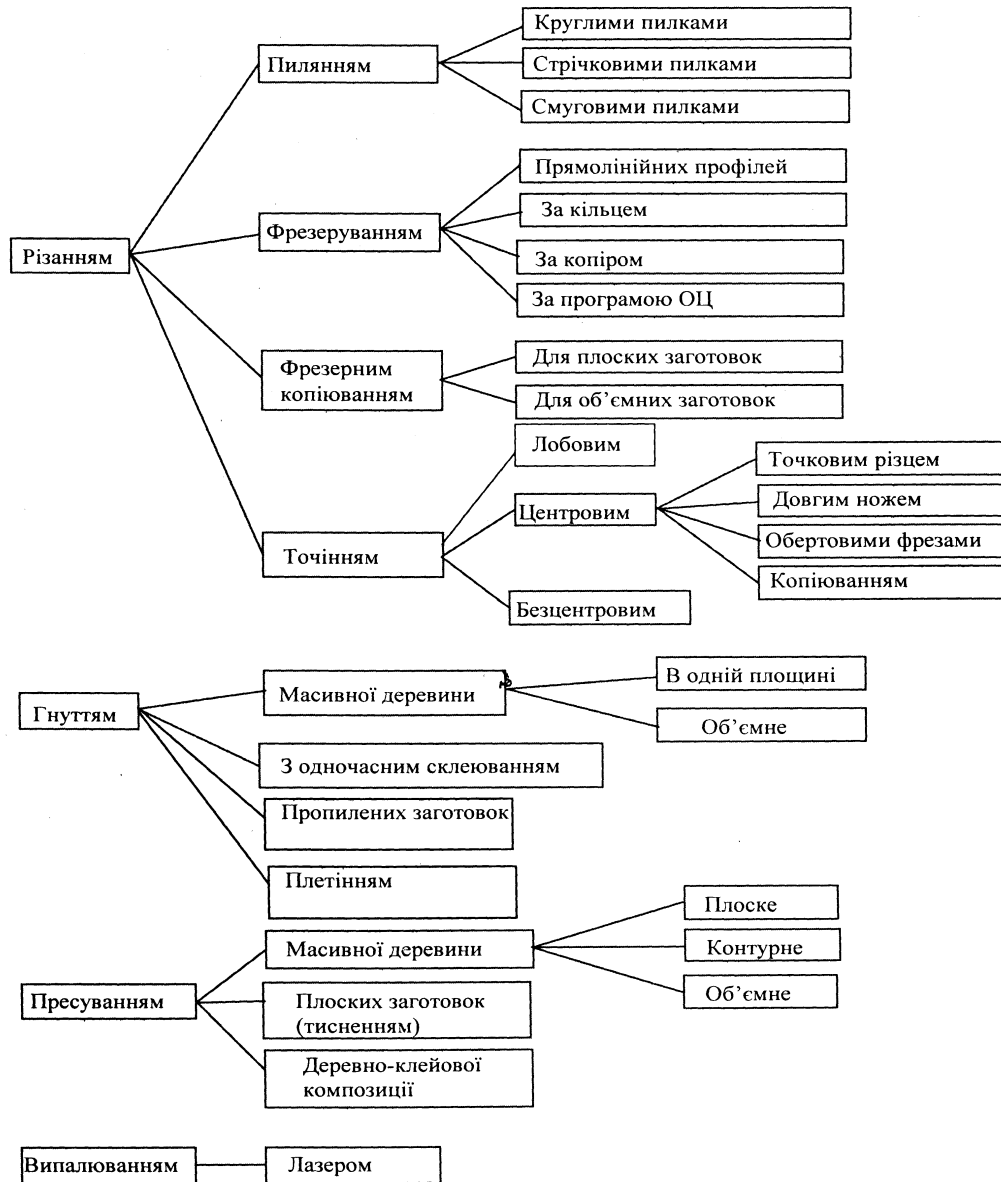 Круглими пилками
Пилянням
Стрічковими пилками
Смуговими пилками
Прямолінійних профілей
За кільцем
Фрезеруванням
Різанням
За копіром
За програмою ОЦ
Фрезерним
копіюванням
Для плоских заготовок
Для об’ємних заготовок
Лобовим
Точковим різцем
Центровим
Довгим ножем
Обертовими фрезами
Точінням
Копіюванням
Безцентровим
Масивної деревини
В одній площині
Гнуттям
Об’ємне
З одночасним склеюванням
Пропилених заготовок
Плетінням
Плоске
Масивної деревини
Контурне
Об’ємне
Пресуванням
Плоских заготовок
(тисненням)
Деревно-клейової
композиції
Випалюванням
Лазером